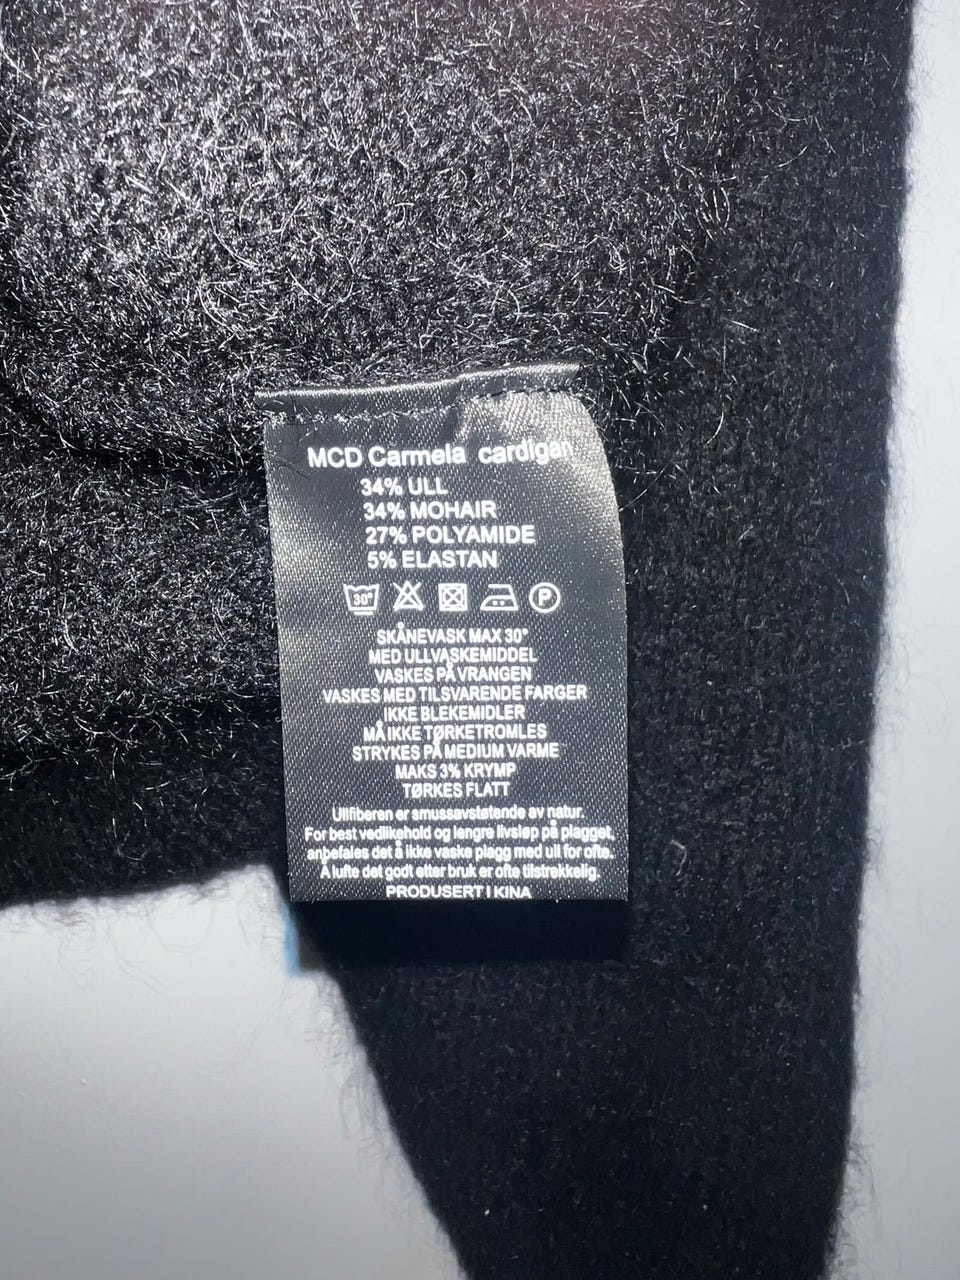 MCD Carmela cardigan
34% ULL
34% MOHAIR
27% POLYAMIDE
5% ELASTAN
30° P
SKÅNEVASK MAX 30°
MED ULLVASKEMIDDEL
VASKES PÅ VRANGEN
VASKES MED TILSVARENDE FARGER
IKKE BLEKEMIDLER
MÅ IKKE TØRKETROMLES
STRYKES PÅ MEDIUM VARME
MAKS 3% KRYMP
TØRKES FLATT
Ullfiberen er smussavstøtende av natur.
For best vedlikehold og lengre livsløp på plagget,
anbefales det å ikke vaske plagg med ull for ofte.
Å lufte det godt etter bruk er ofte tilstrekkelig.
PRODUSERT I KINA